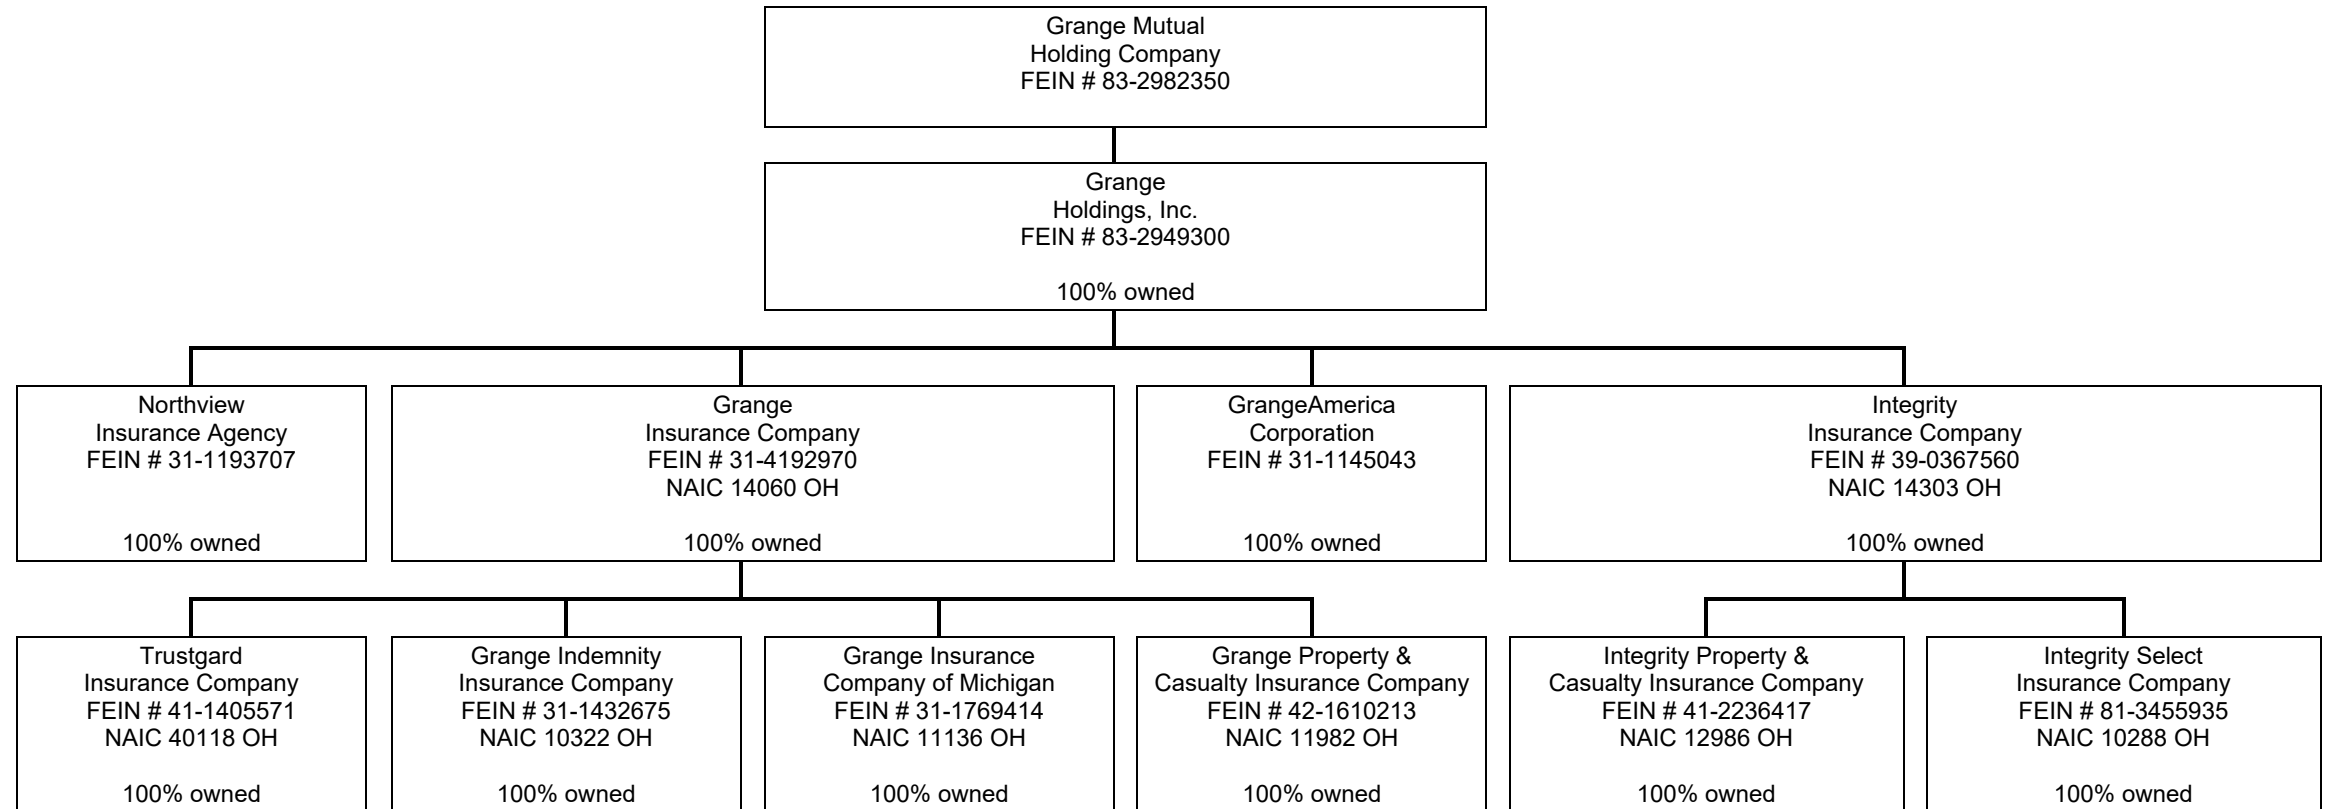 Grange Mutual
Holding Company
FEIN # 83-2982350
Grange
Holdings, Inc.
FEIN # 83-2949300
100% owned
Northview
Insurance Agency
FEIN # 31-1193707
100% owned
Grange
Insurance Company
FEIN # 31-4192970
NAIC 14060 OH
100% owned
GrangeAmerica
Corporation
FEIN # 31-1145043
100% owned
Integrity
Insurance Company
FEIN # 39-0367560
NAIC 14303 OH
100% owned
Trustgard
Insurance Company
FEIN # 41-1405571
NAIC 40118 OH
100% owned
Grange Indemnity
Insurance Company
FEIN # 31-1432675
NAIC 10322 OH
100% owned
Grange Insurance
Company of Michigan
FEIN # 31-1769414
NAIC 11136 OH
100% owned
Grange Property &
Casualty Insurance Company
FEIN # 42-1610213
NAIC 11982 OH
100% owned
Integrity Property &
Casualty Insurance Company
FEIN # 41-2236417
NAIC 12986 OH
100% owned
Integrity Select
Insurance Company
FEIN # 81-3455935
NAIC 10288 OH
100% owned